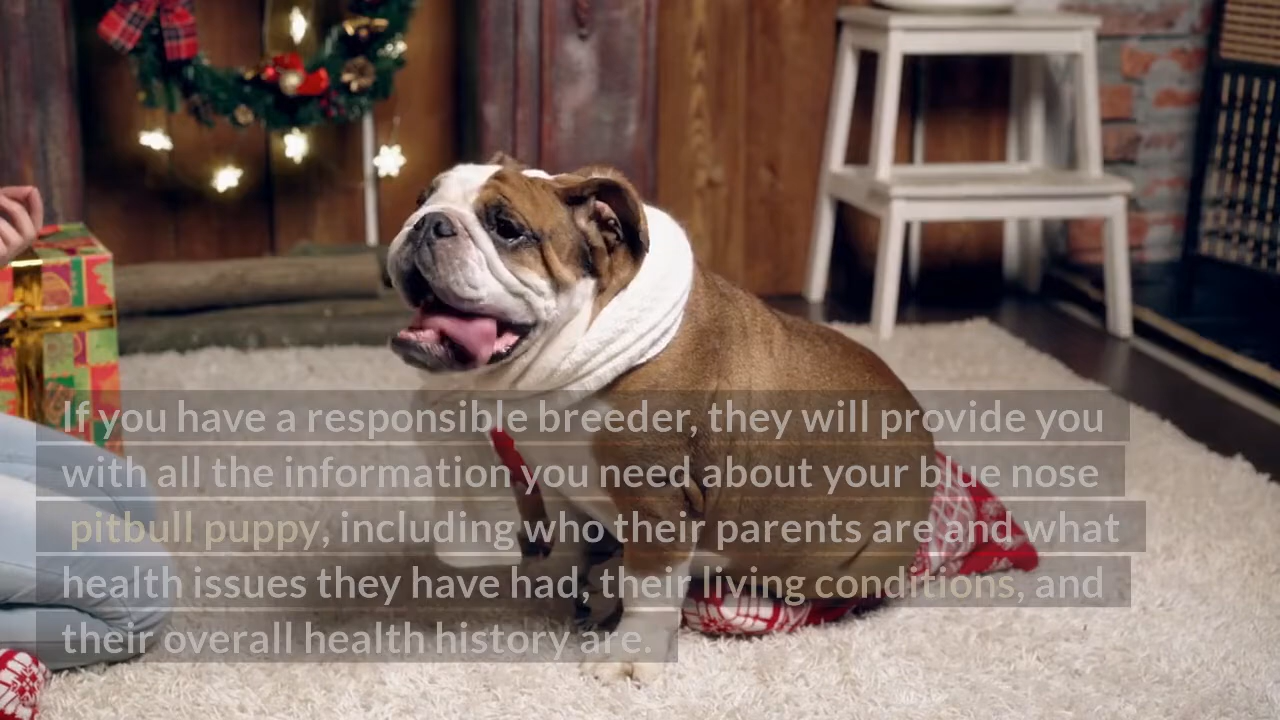 If you have a responsible breeder, they will provide you
with all the information you need about your blue nose
pitbull puppy, including who their parents are and what
health issues they have had, their living conditions, and
their overall health history are.